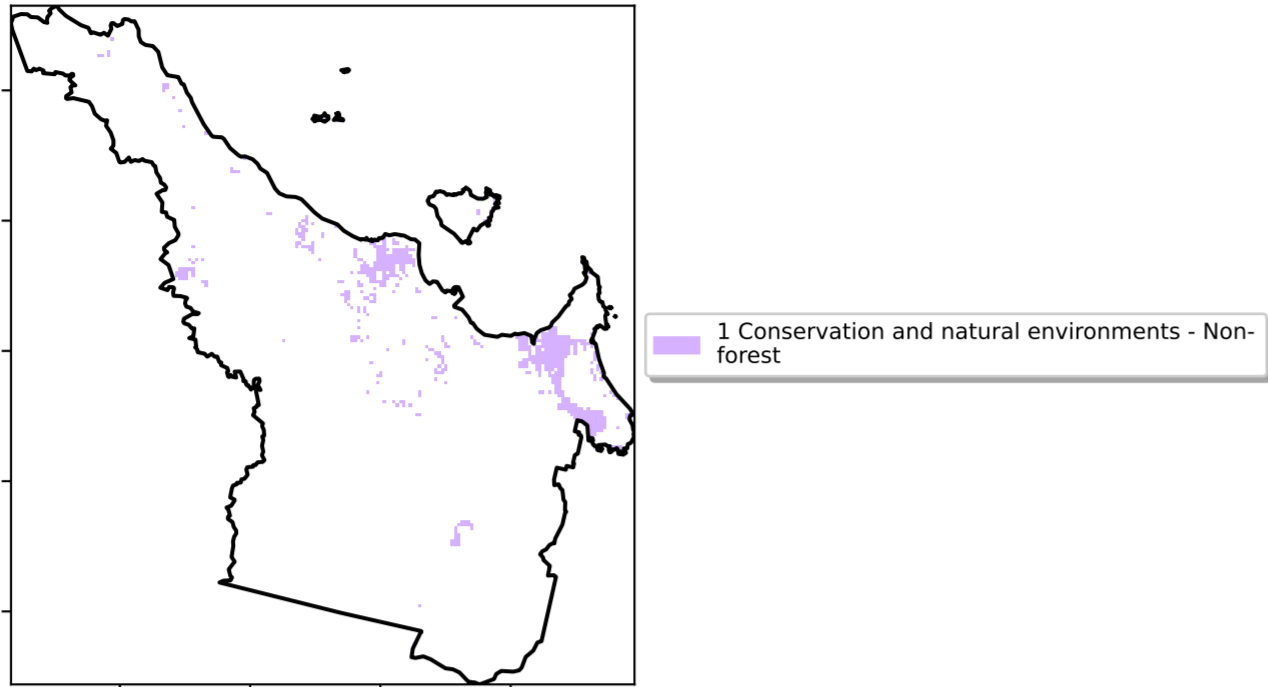 1 Conservation and natural environments - Non-
forest